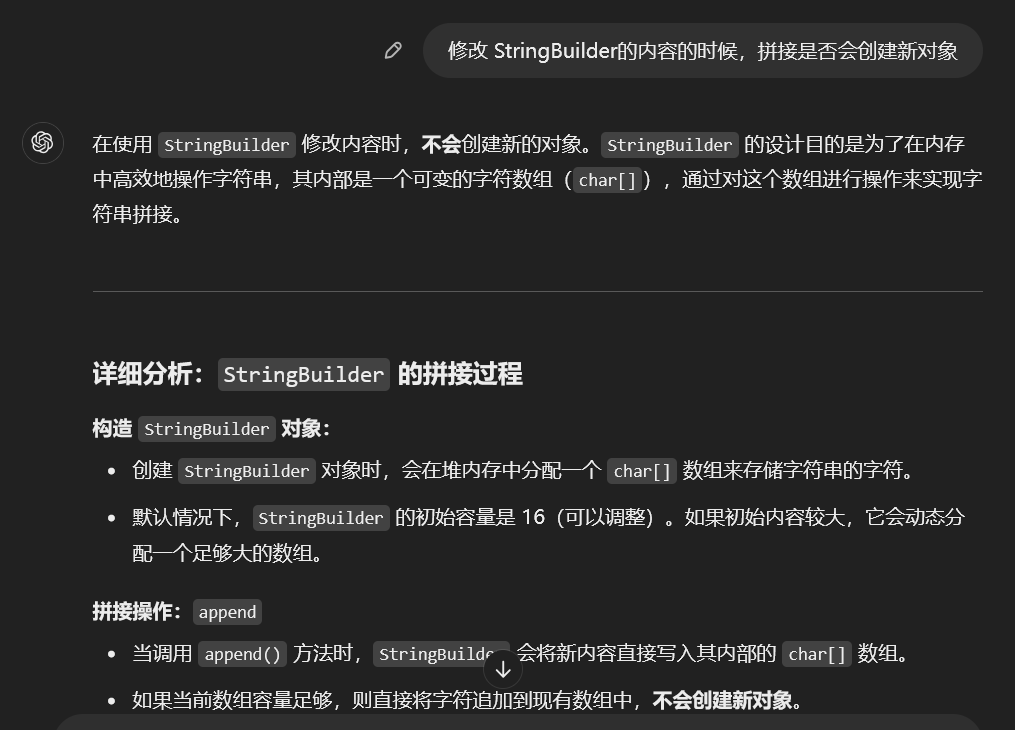 修改 StringBuilder的内容的时候，拼接是否会创建新对象
在使用 StringBuilder 修改内容时，不会创建新的对象。StringBuilder 的设计目的是为了在内存
中高效地操作字符串，其内部是一个可变的字符数组（char[]），通过对这个数组进行操作来实现字
符串拼接。
详细分析：StringBuilder 的拼接过程
构造 StringBuilder 对象：
• 创建 StringBuilder 对象时，会在堆内存中分配一个 char[] 数组来存储字符串的字符。
• 默认情况下，StringBuilder 的初始容量是 16（可以调整）。如果初始内容较大，它会动态分
配一个足够大的数组。
拼接操作：append
• 当调用 append() 方法时，StringBuilde 会将新内容直接写入其内部的 char[] 数组。
• 如果当前数组容量足够，则直接将字符追加到现有数组中，不会创建新对象。